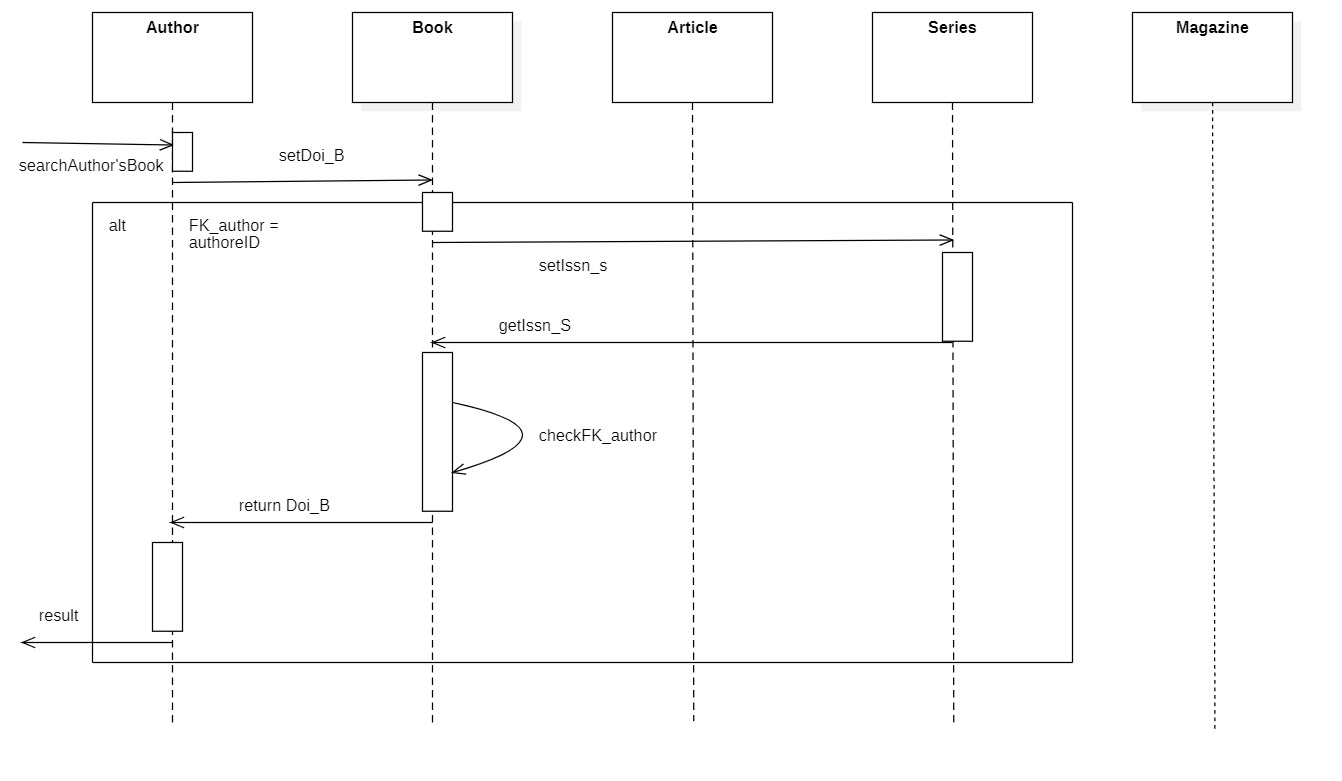 Author
Book
Article
Series
Magazine
searchAuthor'sBook
setDoi_B
alt
FK_author =
authoreID
setIssn_s
getIssn_S
checkFK_author
return Doi_B
result